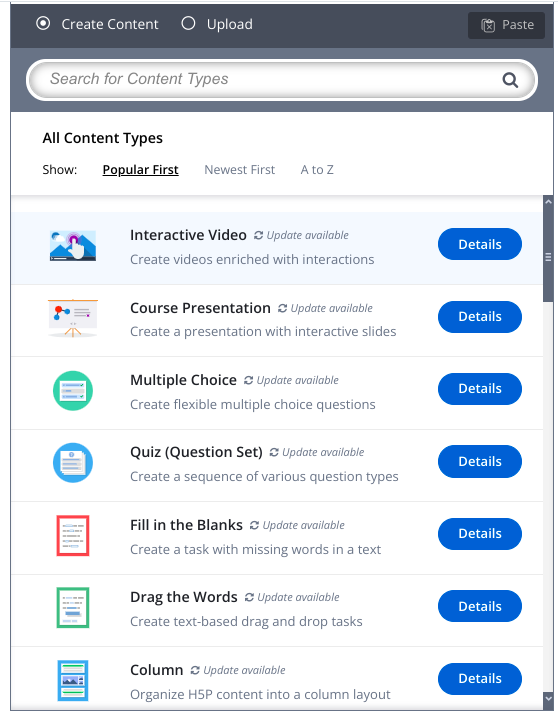 Create Content Upload Paste
Search for Content Types
All Content Types
Show: Popular First Newest First A to Z
Interactive Video Update available
Create videos enriched with interactions
Details
Course Presentation Update available
Create a presentation with interactive slides
Details
Multiple Choice Update available
Create flexible multiple choice questions
Details
Quiz (Question Set) Update available
Create a sequence of various question types
Details
Fill in the Blanks Update available
Create a task with missing words in a text
Details
Drag the Words Update available
Create text-based drag and drop tasks
Details
Column Update available
Organize H5P content into a column layout
Details